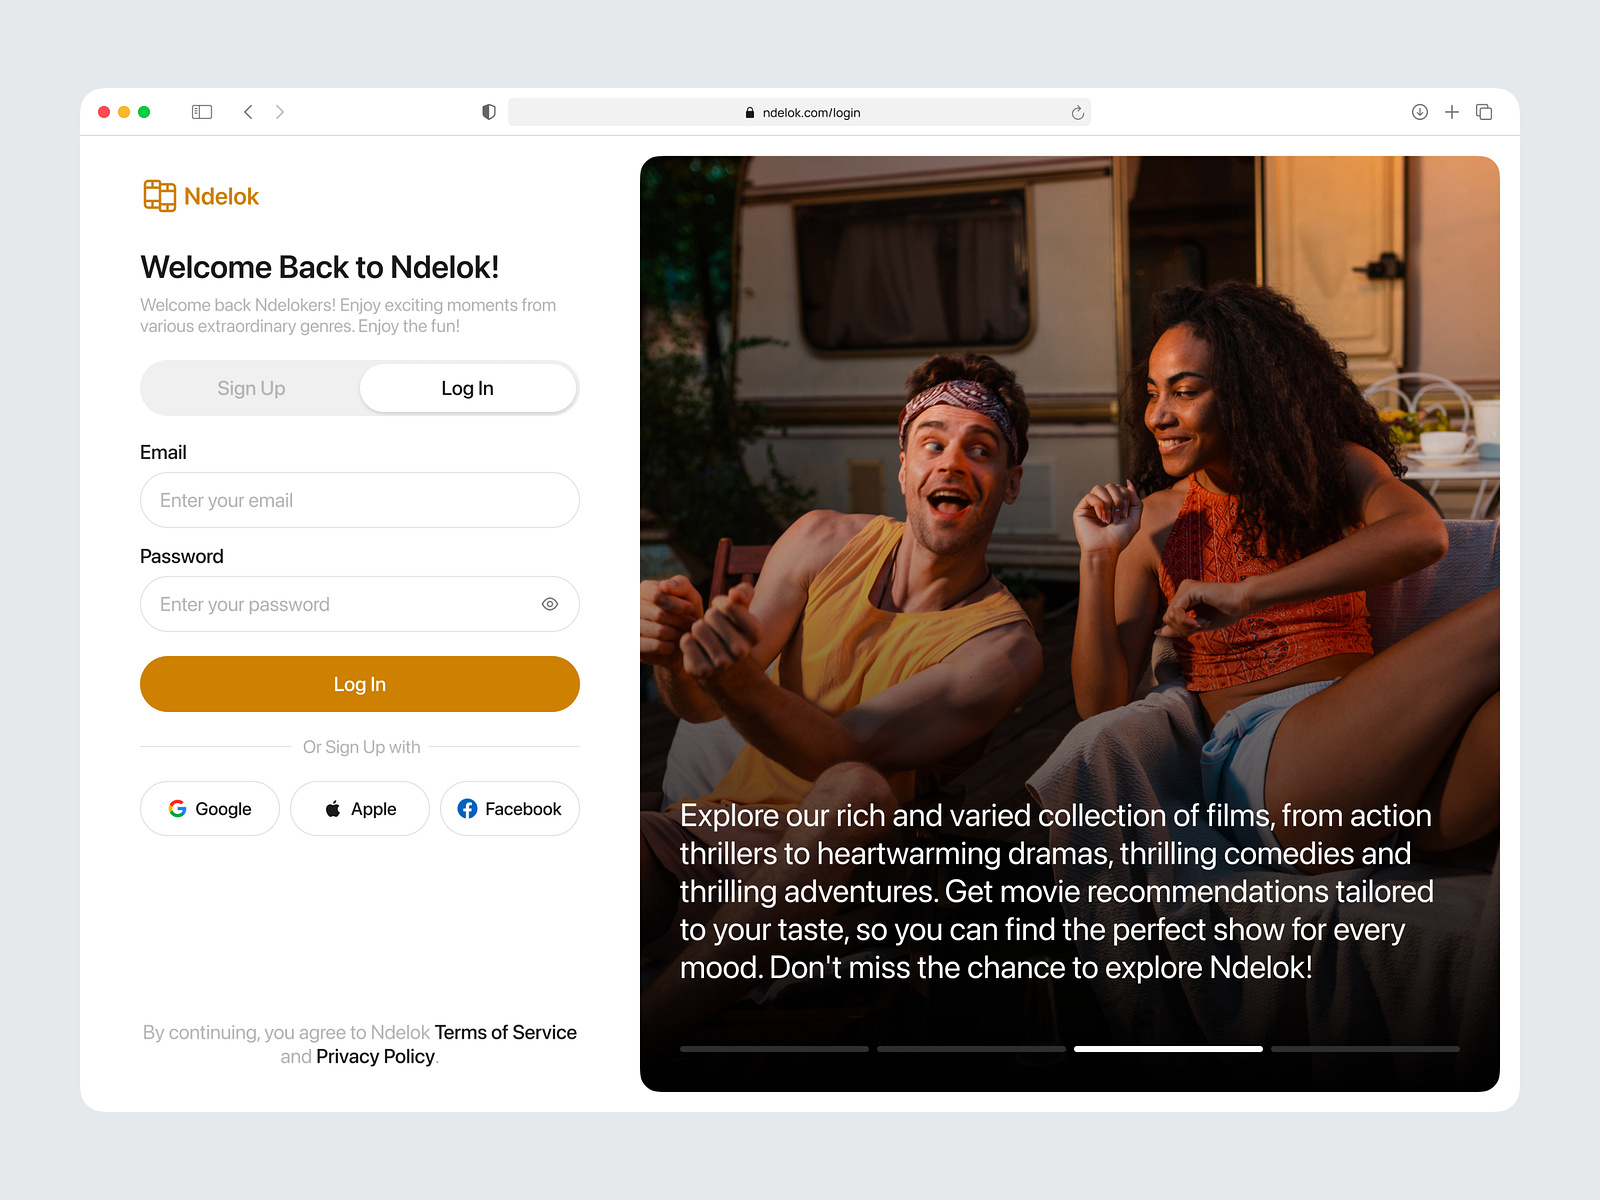 ndelok.com/login
Ndelok
Welcome Back to Ndelok!
Welcome back Ndelokers! Enjoy exciting moments from
various extraordinary genres. Enjoy the fun!
Sign Up
Log In
Email
Enter your email
Password
Enter your password
Log In
Or Sign Up with
Google
Apple
Facebook
By continuing, you agree to Ndelok Terms of Service
and Privacy Policy.
Explore our rich and varied collection of films, from action
thrillers to heartwarming dramas, thrilling comedies and
thrilling adventures. Get movie recommendations tailored
to your taste, so you can find the perfect show for every
mood. Don't miss the chance to explore Ndelok!